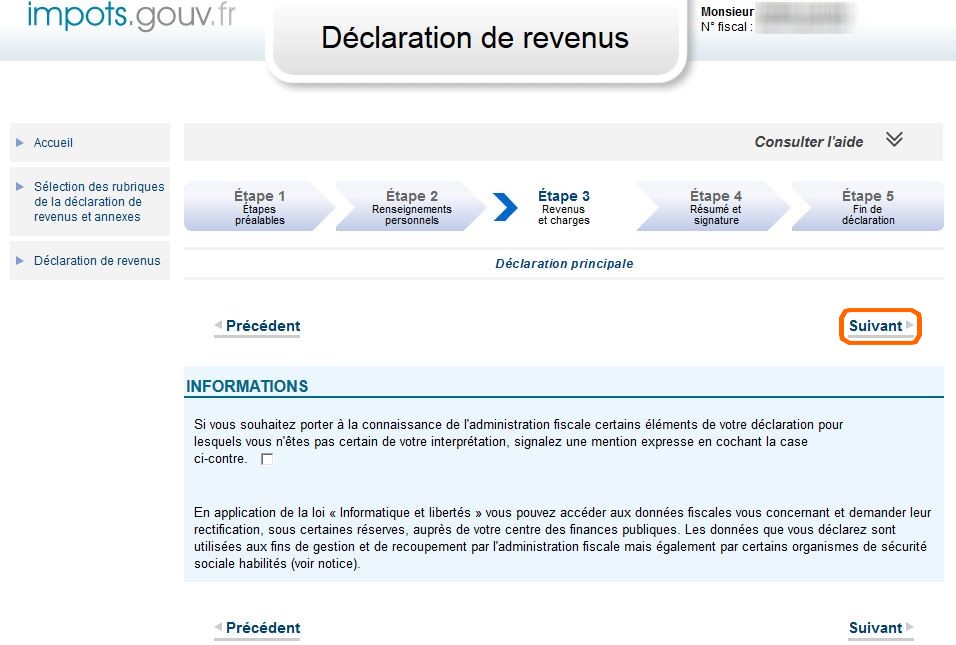 impots.gouv.fr
Déclaration de revenus
Monsieur
N° fiscal :
Accueil
Sélection des rubriques
de la déclaration de
revenus et annexes
Déclaration de revenus
Consulter l'aide
Étape 1
Étapes
préalables
Étape 2
Renseignements
personnels
Étape 3
Revenus
et charges
Étape 4
Résumé et
signature
Étape 5
Fin de
déclaration
Déclaration principale
Précédent
Suivant
INFORMATIONS
Si vous souhaitez porter à la connaissance de l'administration fiscale certains éléments de votre déclaration pour
lesquels vous n'êtes pas certain de votre interprétation, signalez une mention expresse en cochant la case
ci-contre.
En application de la loi « Informatique et libertés » vous pouvez accéder aux données fiscales vous concernant et demander leur
rectification, sous certaines réserves, auprès de votre centre des finances publiques. Les données que vous déclarez sont
utilisées aux fins de gestion et de recoupement par l'administration fiscale mais également par certains organismes de sécurité
sociale habilités (voir notice).
Précédent
Suivant